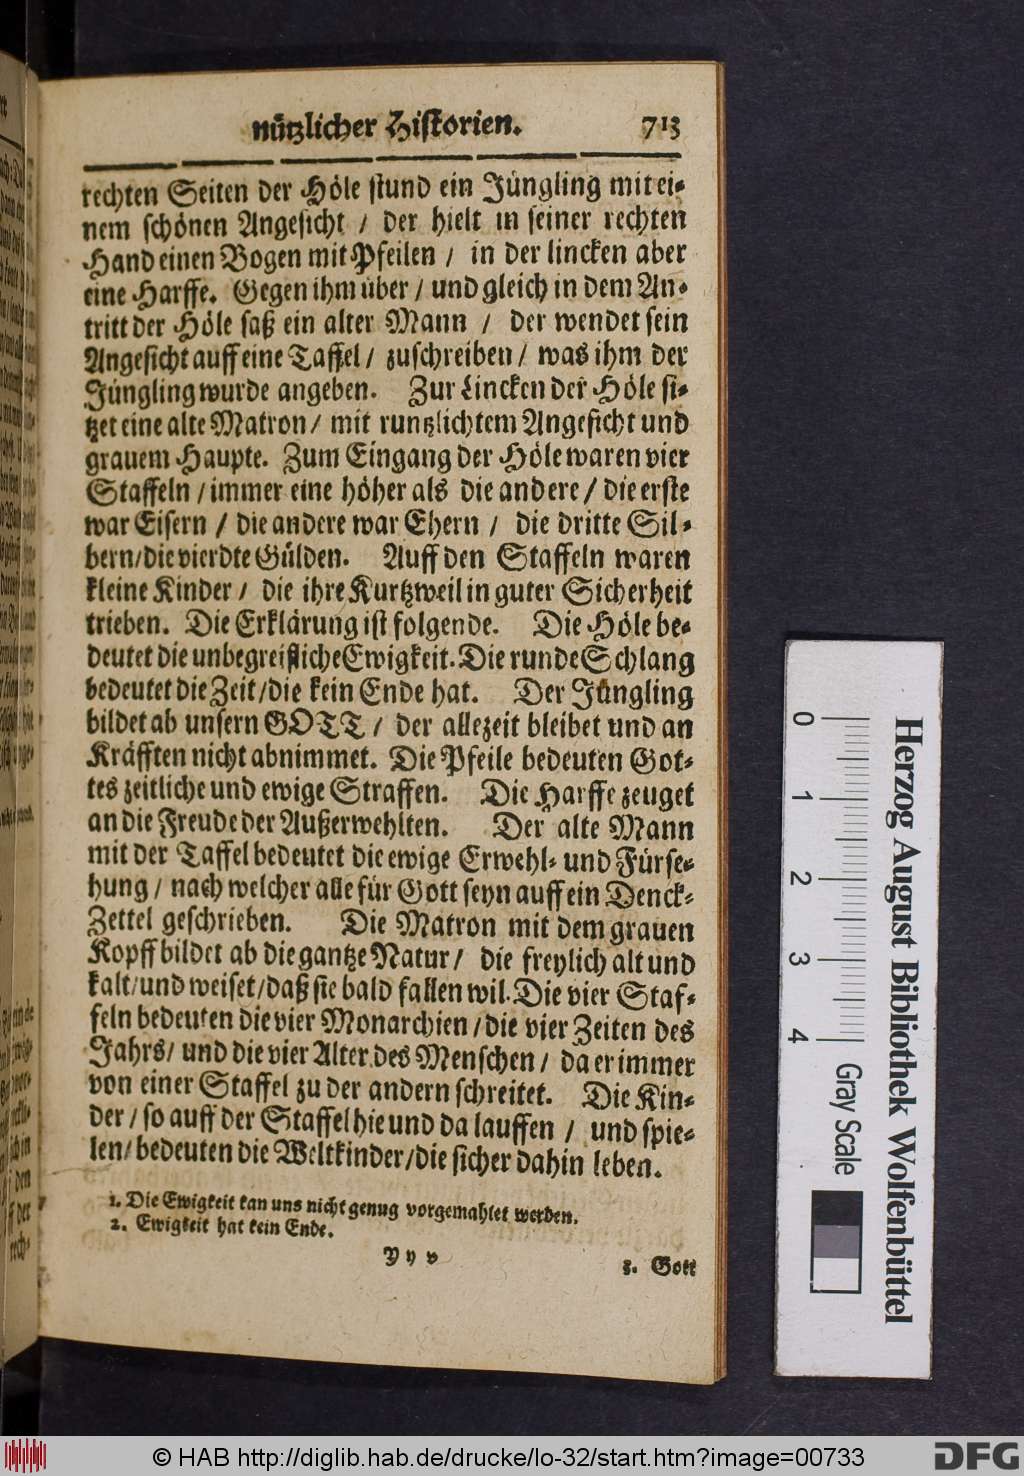 nützlicher Historien. 713
rechten Seiten der Höle stund ein Jüngling mit ei-
nem schönen Angesicht / der hielt in seiner rechten
Hand einen Bogen mit Pfeilen / in der lincken aber
eine Harffe. Gegen ihm über / und gleich in dem An-
tritt der Höle saß ein alter Mann / der wendet sein
Angesicht auff eine Taffel / zuschreiben / was ihm der
Jüngling wurde angeben. Zur Lincken der Höle si-
tzet eine alte Matron / mit runtzlichtem Angesicht und
grauem Haupte. Zum Eingang der Höle waren vier
Staffeln / immer eine höher als die andere / die erste
war Eisern / die andere war Ehern / die dritte Sil-
bern / die vierdte Gülden. Auff den Staffeln waren
kleine Kinder / die ihre Kurtzweil in guter Sicherheit
trieben. Die Erklärung ist folgende. Die Höle be-
deutet die unbegreifliche Ewigkeit. Die runde Schlang
bedeutet die Zeit / die kein Ende hat. Der Jüngling
bildet ab unsern GOTT / der allezeit bleibet und an
Kräfften nicht abnimmet. Die Pfeile bedeuten Got-
tes zeitliche und ewige Straffen. Die Harffe zeuget
an die Freude der Außerwehlten. Der alte Mann
mit der Taffel bedeutet die ewige Erwehl- und Fürse-
hung / nach welcher alle für Gott seyn auff ein Denck-
Zettel geschrieben. Die Matron mit dem grauen
Kopff bildet ab die gantze Natur / die freylich alt und
kalt / und weiset / daß sie bald fallen wil. Die vier Staf-
feln bedeuten die vier Monarchien / die vier Zeiten des
Jahrs / und die vier Alter des Menschen / da er immer
von einer Staffel zu der andern schreitet. Die Kin-
der / so auff der Staffel hie und da lauffen / und spie-
len / bedeuten die Weltkinder / die sicher dahin leben.
1. Die Ewigkeit kan uns nicht genug vorgemahlet werden.
2. Ewigkeit hat kein Ende.
Y y v
3. Gott
0 1 2 3 4
Gray Scale
Herzog August Bibliothek Wolfenbüttel
© HAB http://diglib.hab.de/drucke/lo-32/start.htm?image=00733
DFG